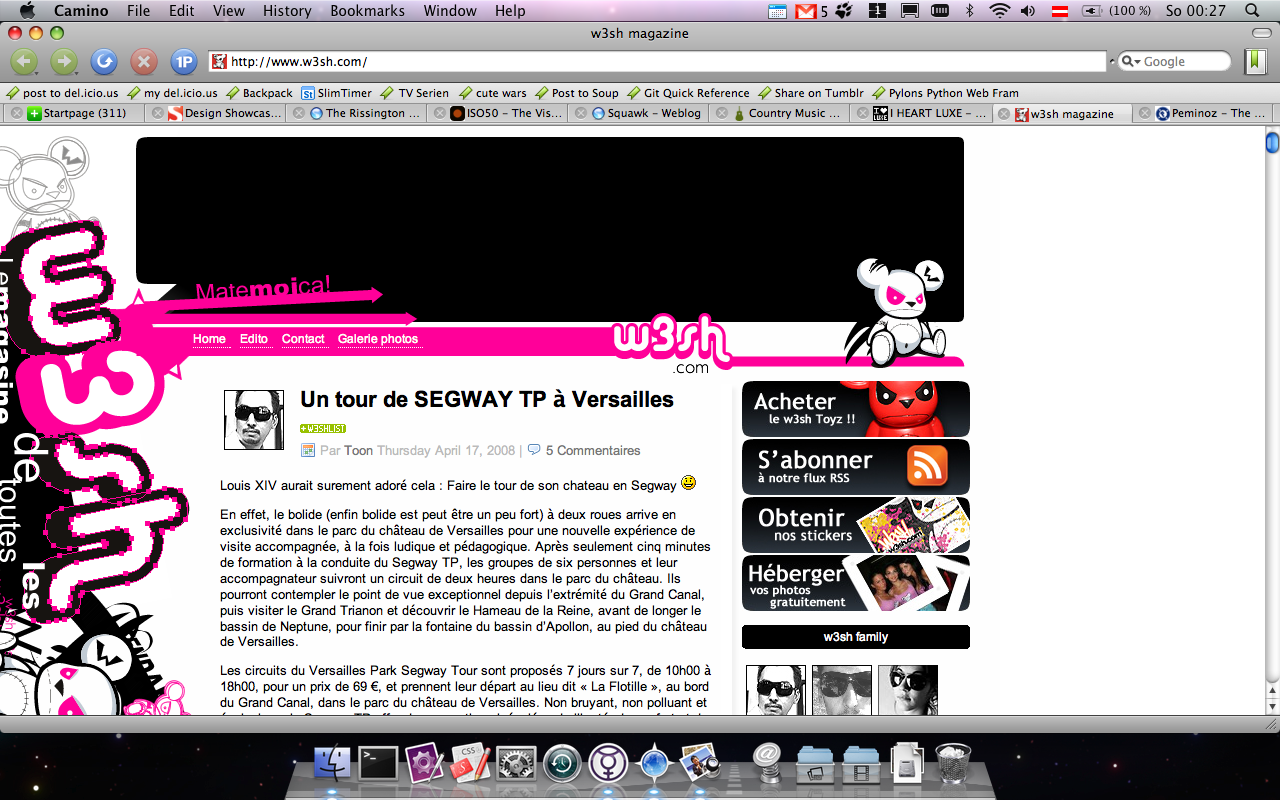 Camino File Edit View History Bookmarks Window Help 5 1 (100 %) So 00:27
w3sh magazine
1P http://www.w3sh.com/ Google
post to del.icio.us my del.icio.us Backpack St SlimTimer TV Serien cute wars Post to Soup Git Quick Reference Share on Tumblr Pylons Python Web Fram
Startpage (311) Design Showcas... The Rissington ... ISO50 – The Vis... Squawk – Weblog Country Music ... I HEART LUXE – ... w3sh magazine Peminoz – The ...
Matemoica!
Home Edito Contact Galerie photos
w3sh
.com
w3sh
Le magasine de toutes les
Un tour de SEGWAY TP à Versailles
+W3SHLIST
Par Toon Thursday April 17, 2008 | 5 Commentaires
Louis XIV aurait surement adoré cela : Faire le tour de son chateau en Segway
En effet, le bolide (enfin bolide est peut être un peu fort) à deux roues arrive en
exclusivité dans le parc du château de Versailles pour une nouvelle expérience de
visite accompagnée, à la fois ludique et pédagogique. Après seulement cinq minutes
de formation à la conduite du Segway TP, les groupes de six personnes et leur
accompagnateur suivront un circuit de deux heures dans le parc du château. Ils
pourront contempler le point de vue exceptionnel depuis l'extrémité du Grand Canal,
puis visiter le Grand Trianon et découvrir le Hameau de la Reine, avant de longer le
bassin de Neptune, pour finir par la fontaine du bassin d'Apollon, au pied du château
de Versailles.
Les circuits du Versailles Park Segway Tour sont proposés 7 jours sur 7, de 10h00 à
18h00, pour un prix de 69 €, et prennent leur départ au lieu dit « La Flotille », au bord
du Grand Canal, dans le parc du château de Versailles. Non bruyant, non polluant et
Acheter
le w3sh Toyz !!
S'abonner
à notre flux RSS
Obtenir
nos stickers
Héberger
vos photos
gratuitement
w3sh family